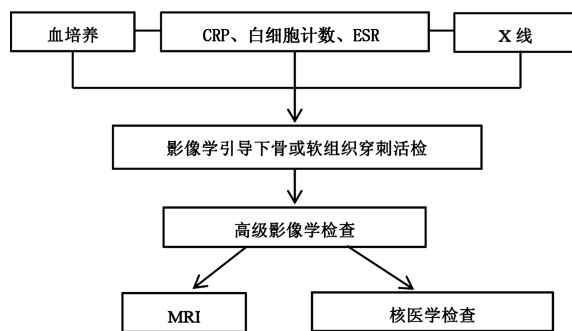 血培养
CRP、白细胞计数、ESR
X 线
影像学引导下骨或软组织穿刺活检
高级影像学检查
MRI
核医学检查